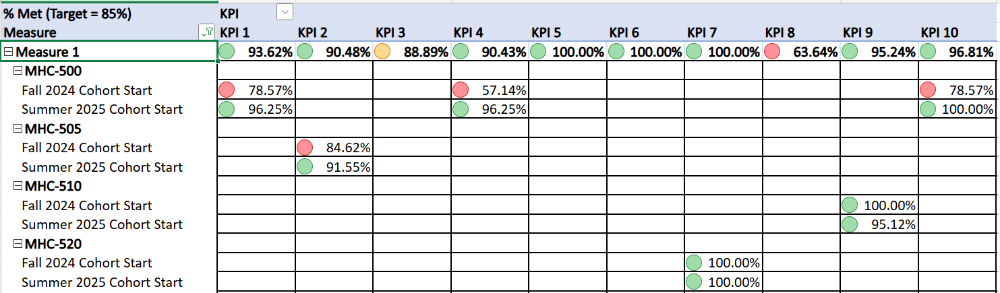 % Met (Target = 85%) KPI
Measure KPI 1 KPI 2 KPI 3 KPI 4 KPI 5 KPI 6 KPI 7 KPI 8 KPI 9 KPI 10
Measure 1 93.62% 90.48% 88.89% 90.43% 100.00% 100.00% 100.00% 63.64% 95.24% 96.81%
MHC-500
Fall 2024 Cohort Start 78.57% 57.14% 78.57%
Summer 2025 Cohort Start 96.25% 96.25% 100.00%
MHC-505
Fall 2024 Cohort Start 84.62%
Summer 2025 Cohort Start 91.55%
MHC-510
Fall 2024 Cohort Start 100.00%
Summer 2025 Cohort Start 95.12%
MHC-520
Fall 2024 Cohort Start 100.00%
Summer 2025 Cohort Start 100.00%